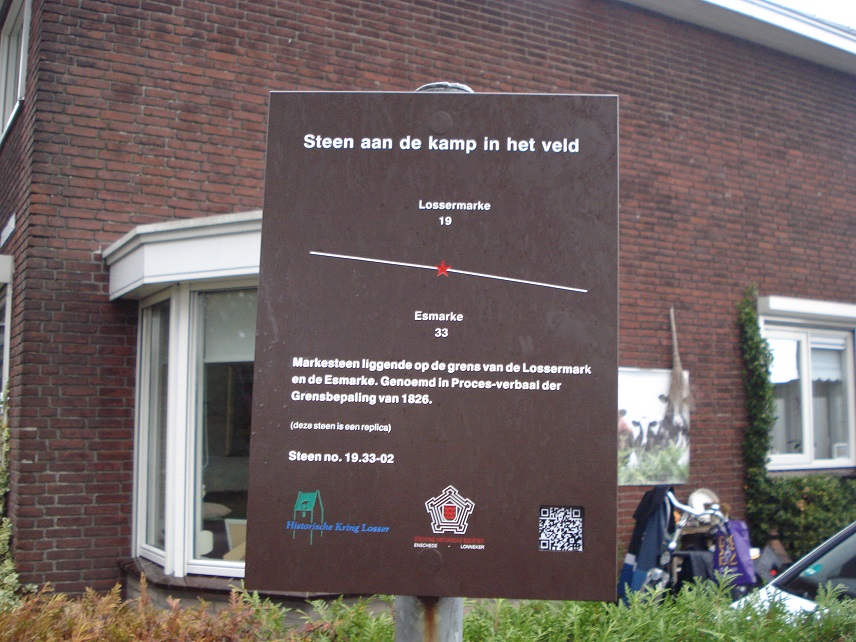 Steen aan de kamp in het veld
Lossermarke
19
Esmarke
33
Markesteen liggende op de grens van de Lossermark
en de Esmarke. Genoemd in Proces-verbaal der
Grensbepaling van 1826.
(deze steen is een replica)
Steen no. 19.33-02
Historische Kring Losser
ENSCHEDE - LONNEKER